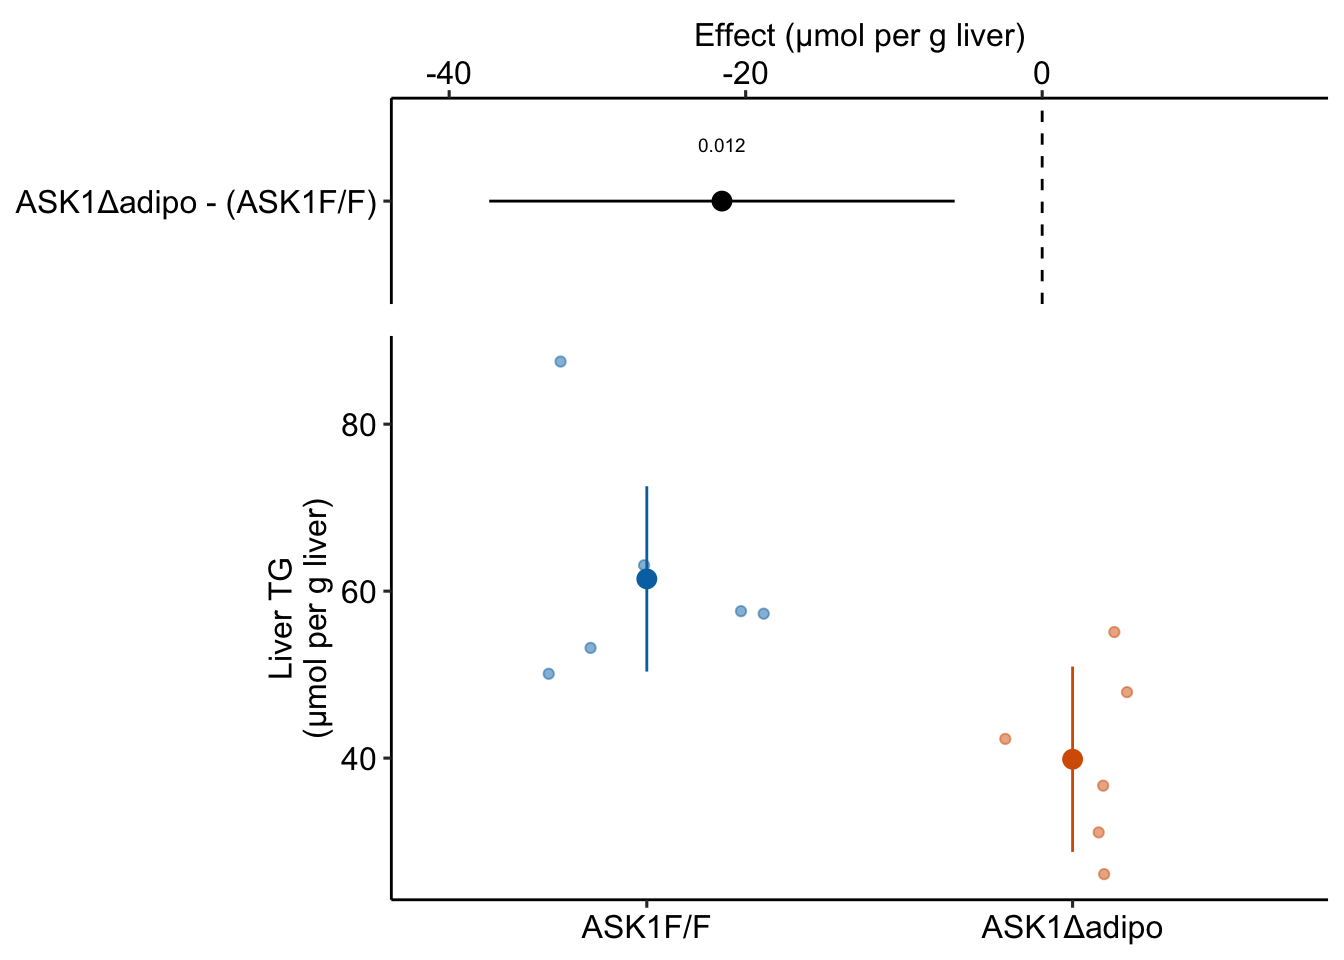 Effect (μmol per g liver)
-40 -20 0
0.012
ASK1Δadipo - (ASK1F/F)
80
60
40
Liver TG
(μmol per g liver)
ASK1F/F ASK1Δadipo